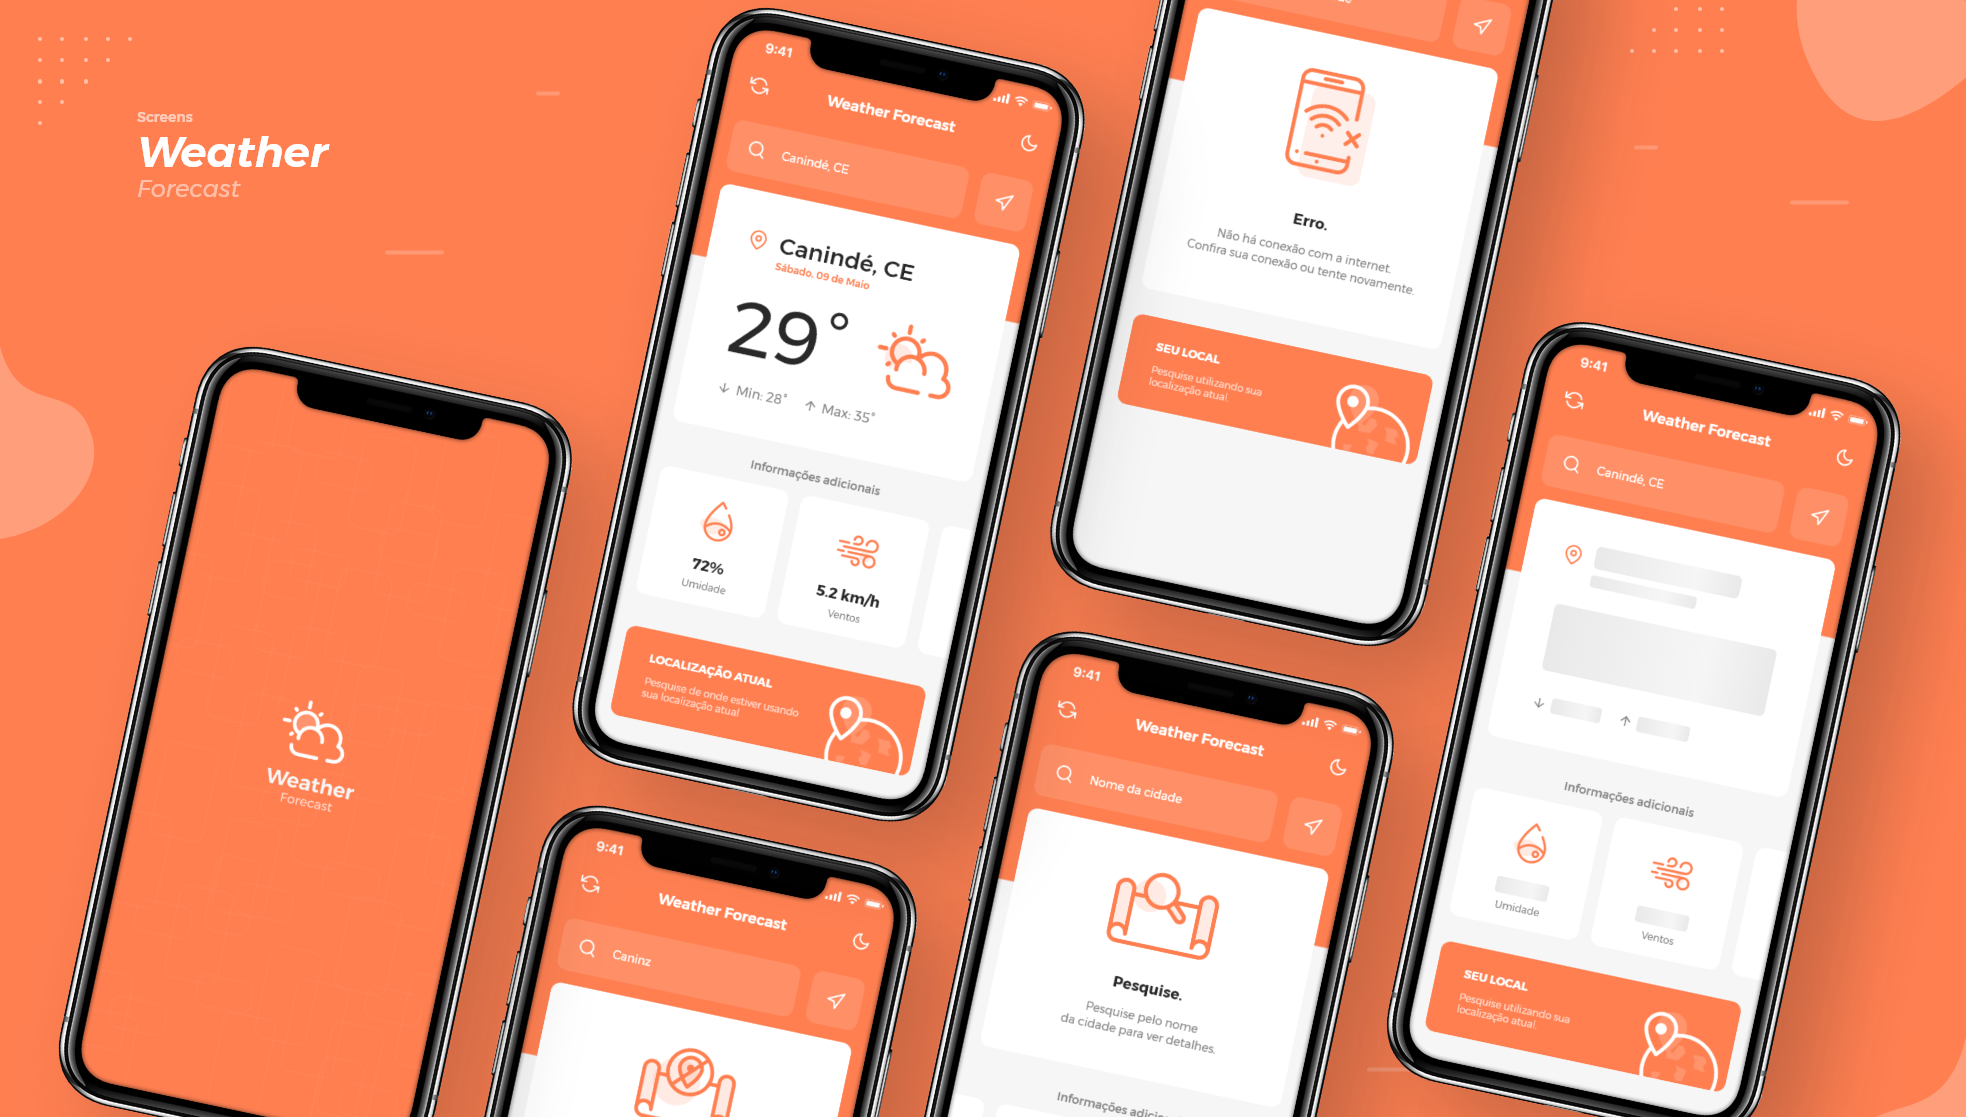 Screens
Weather
Forecast
Weather
Forecast
9:41
Weather Forecast
Canindé, CE
Canindé, CE
Sábado, 09 de Maio
29°
Min: 28°
Max: 35°
Informações adicionais
72%
Umidade
5.2 km/h
Ventos
LOCALIZAÇÃO ATUAL
Pesquise de onde estiver usando
sua localização atual
9:41
Weather Forecast
Caninz
Erro.
Não há conexão com a internet.
Confira sua conexão ou tente novamente.
SEU LOCAL
Pesquise utilizando sua
localização atual.
9:41
Weather Forecast
Nome da cidade
Pesquise.
Pesquise pelo nome
da cidade para ver detalhes.
Informações
9:41
Weather Forecast
Canindé, CE
Informações adicionais
Umidade
Ventos
SEU LOCAL
Pesquise utilizando sua
localização atual.